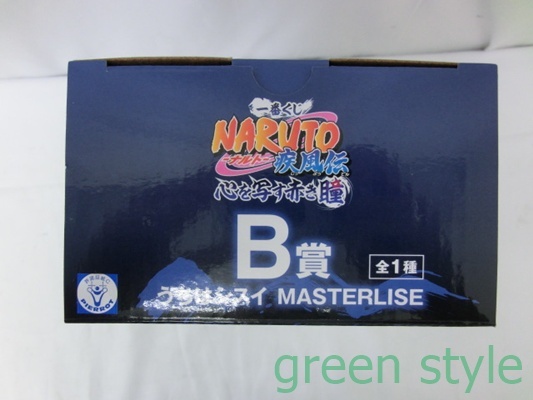 一番くじ
NARUTO
-ナルト-
疾風伝
心を写す赤き瞳
B賞
全1種
うちはシスイ MASTERLISE
PIERROT
green style